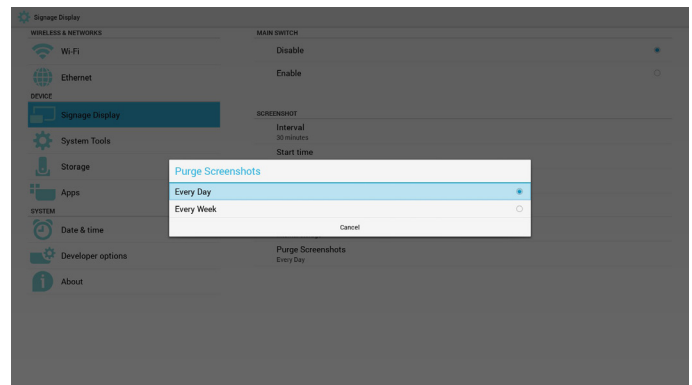 Signage Display
WIRELESS & NETWORKS
Wi-Fi
Ethernet
DEVICE
Signage Display
System Tools
Storage
Apps
SYSTEM
Date & time
Developer options
About
MAIN SWITCH
Disable
Enable
SCREENSHOT
Interval
30 minutes
Start time
Purge Screenshots
Every Day
Every Week
Cancel
Purge Screenshots
Every Day